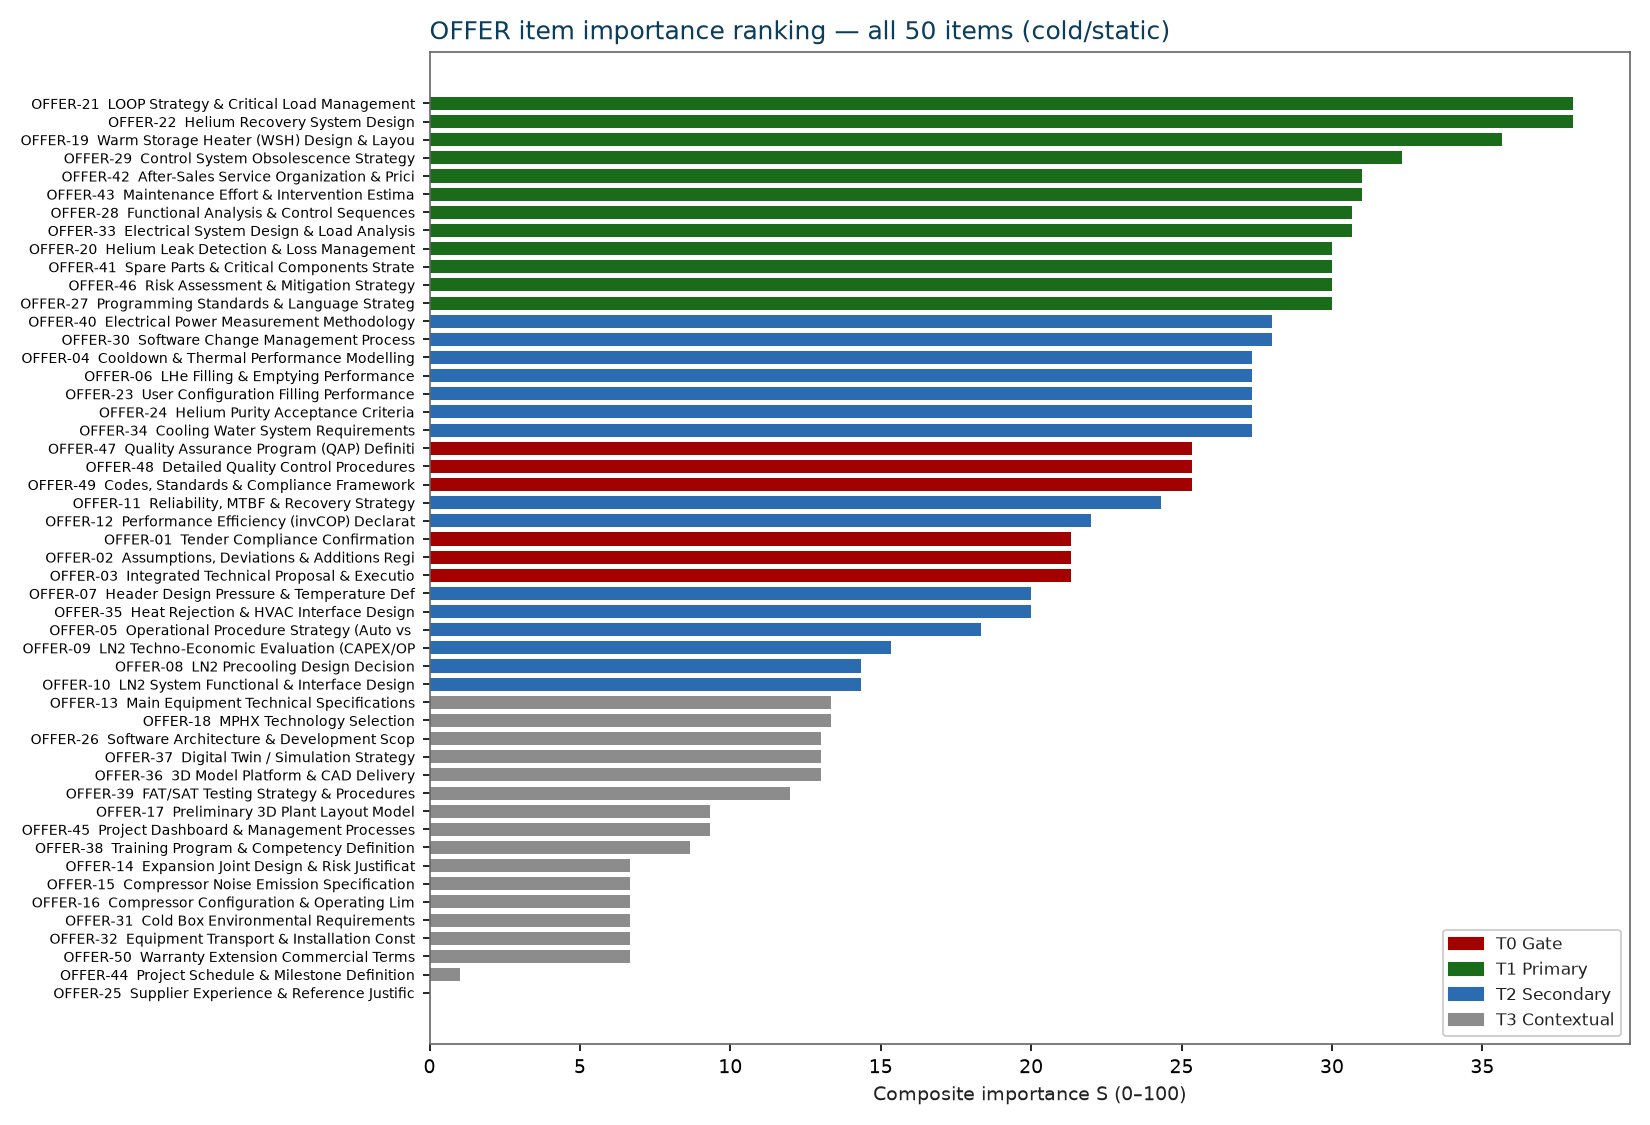 OFFER item importance ranking — all 50 items (cold/static)
OFFER-21 LOOP Strategy & Critical Load Management
OFFER-22 Helium Recovery System Design
OFFER-19 Warm Storage Heater (WSH) Design & Layou
OFFER-29 Control System Obsolescence Strategy
OFFER-42 After-Sales Service Organization & Prici
OFFER-43 Maintenance Effort & Intervention Estima
OFFER-28 Functional Analysis & Control Sequences
OFFER-33 Electrical System Design & Load Analysis
OFFER-20 Helium Leak Detection & Loss Management
OFFER-41 Spare Parts & Critical Components Strate
OFFER-46 Risk Assessment & Mitigation Strategy
OFFER-27 Programming Standards & Language Strateg
OFFER-40 Electrical Power Measurement Methodology
OFFER-30 Software Change Management Process
OFFER-04 Cooldown & Thermal Performance Modelling
OFFER-06 LHe Filling & Emptying Performance
OFFER-23 User Configuration Filling Performance
OFFER-24 Helium Purity Acceptance Criteria
OFFER-34 Cooling Water System Requirements
OFFER-47 Quality Assurance Program (QAP) Definiti
OFFER-48 Detailed Quality Control Procedures
OFFER-49 Codes, Standards & Compliance Framework
OFFER-11 Reliability, MTBF & Recovery Strategy
OFFER-12 Performance Efficiency (invCOP) Declarat
OFFER-01 Tender Compliance Confirmation
OFFER-02 Assumptions, Deviations & Additions Regi
OFFER-03 Integrated Technical Proposal & Executio
OFFER-07 Header Design Pressure & Temperature Def
OFFER-35 Heat Rejection & HVAC Interface Design
OFFER-05 Operational Procedure Strategy (Auto vs
OFFER-09 LN2 Techno-Economic Evaluation (CAPEX/OP
OFFER-08 LN2 Precooling Design Decision
OFFER-10 LN2 System Functional & Interface Design
OFFER-13 Main Equipment Technical Specifications
OFFER-18 MPHX Technology Selection
OFFER-26 Software Architecture & Development Scop
OFFER-37 Digital Twin / Simulation Strategy
OFFER-36 3D Model Platform & CAD Delivery
OFFER-39 FAT/SAT Testing Strategy & Procedures
OFFER-17 Preliminary 3D Plant Layout Model
OFFER-45 Project Dashboard & Management Processes
OFFER-38 Training Program & Competency Definition
OFFER-14 Expansion Joint Design & Risk Justificat
OFFER-15 Compressor Noise Emission Specification
OFFER-16 Compressor Configuration & Operating Lim
OFFER-31 Cold Box Environmental Requirements
OFFER-32 Equipment Transport & Installation Const
OFFER-50 Warranty Extension Commercial Terms
OFFER-44 Project Schedule & Milestone Definition
OFFER-25 Supplier Experience & Reference Justific
T0 Gate
T1 Primary
T2 Secondary
T3 Contextual
0 5 10 15 20 25 30 35
Composite importance S (0–100)